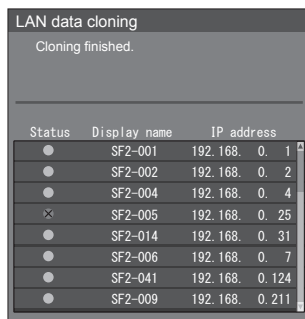 LAN data cloning
Cloning finished.
Status Display name IP address
SF2-001 192.168. 0. 1
SF2-002 192.168. 0. 2
SF2-004 192.168. 0. 4
SF2-005 192.168. 0. 25
SF2-014 192.168. 0. 31
SF2-006 192.168. 0. 7
SF2-041 192.168. 0.124
SF2-009 192.168. 0.211